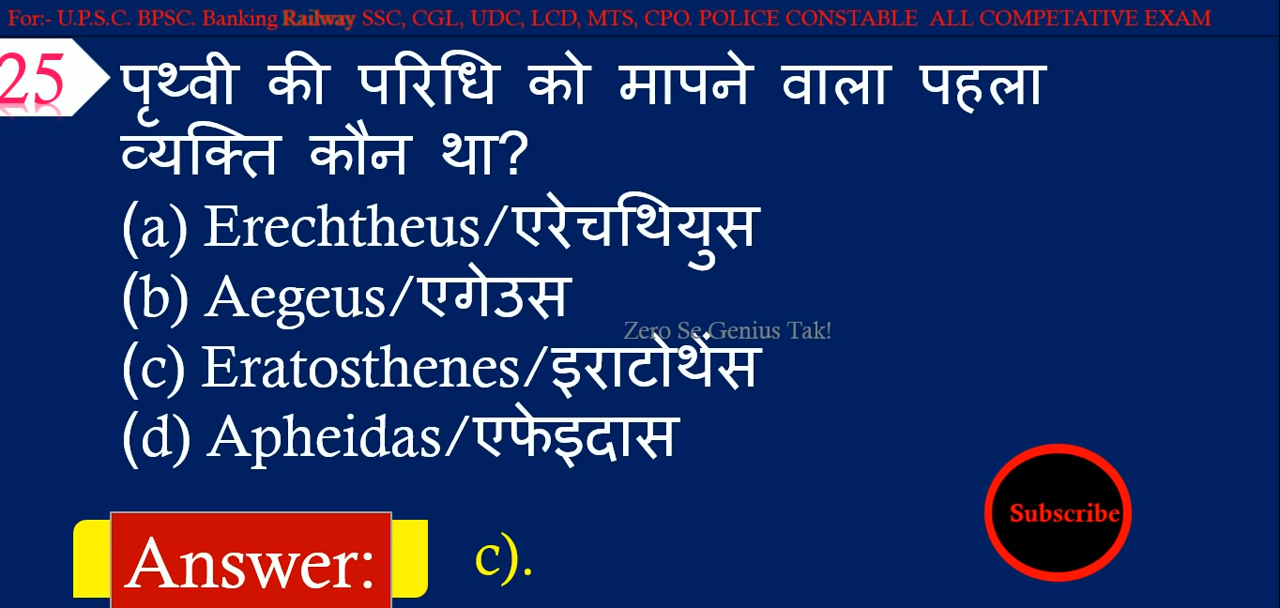 For:- U.P.S.C. BPSC. Banking Railway SSC, CGL, UDC, LCD, MTS, CPO. POLICE CONSTABLE ALL COMPETATIVE EXAM
25
पृथ्वी की परिधि को मापने वाला पहला
व्यक्ति कौन था?
(a) Erechtheus/एरेचथियुस
(b) Aegeus/एगेउस
Zero Se Genius Tak!
(c) Eratosthenes/इराटोथेंस
(d) Apheidas/एफेइदास
Subscribe
Answer: c).